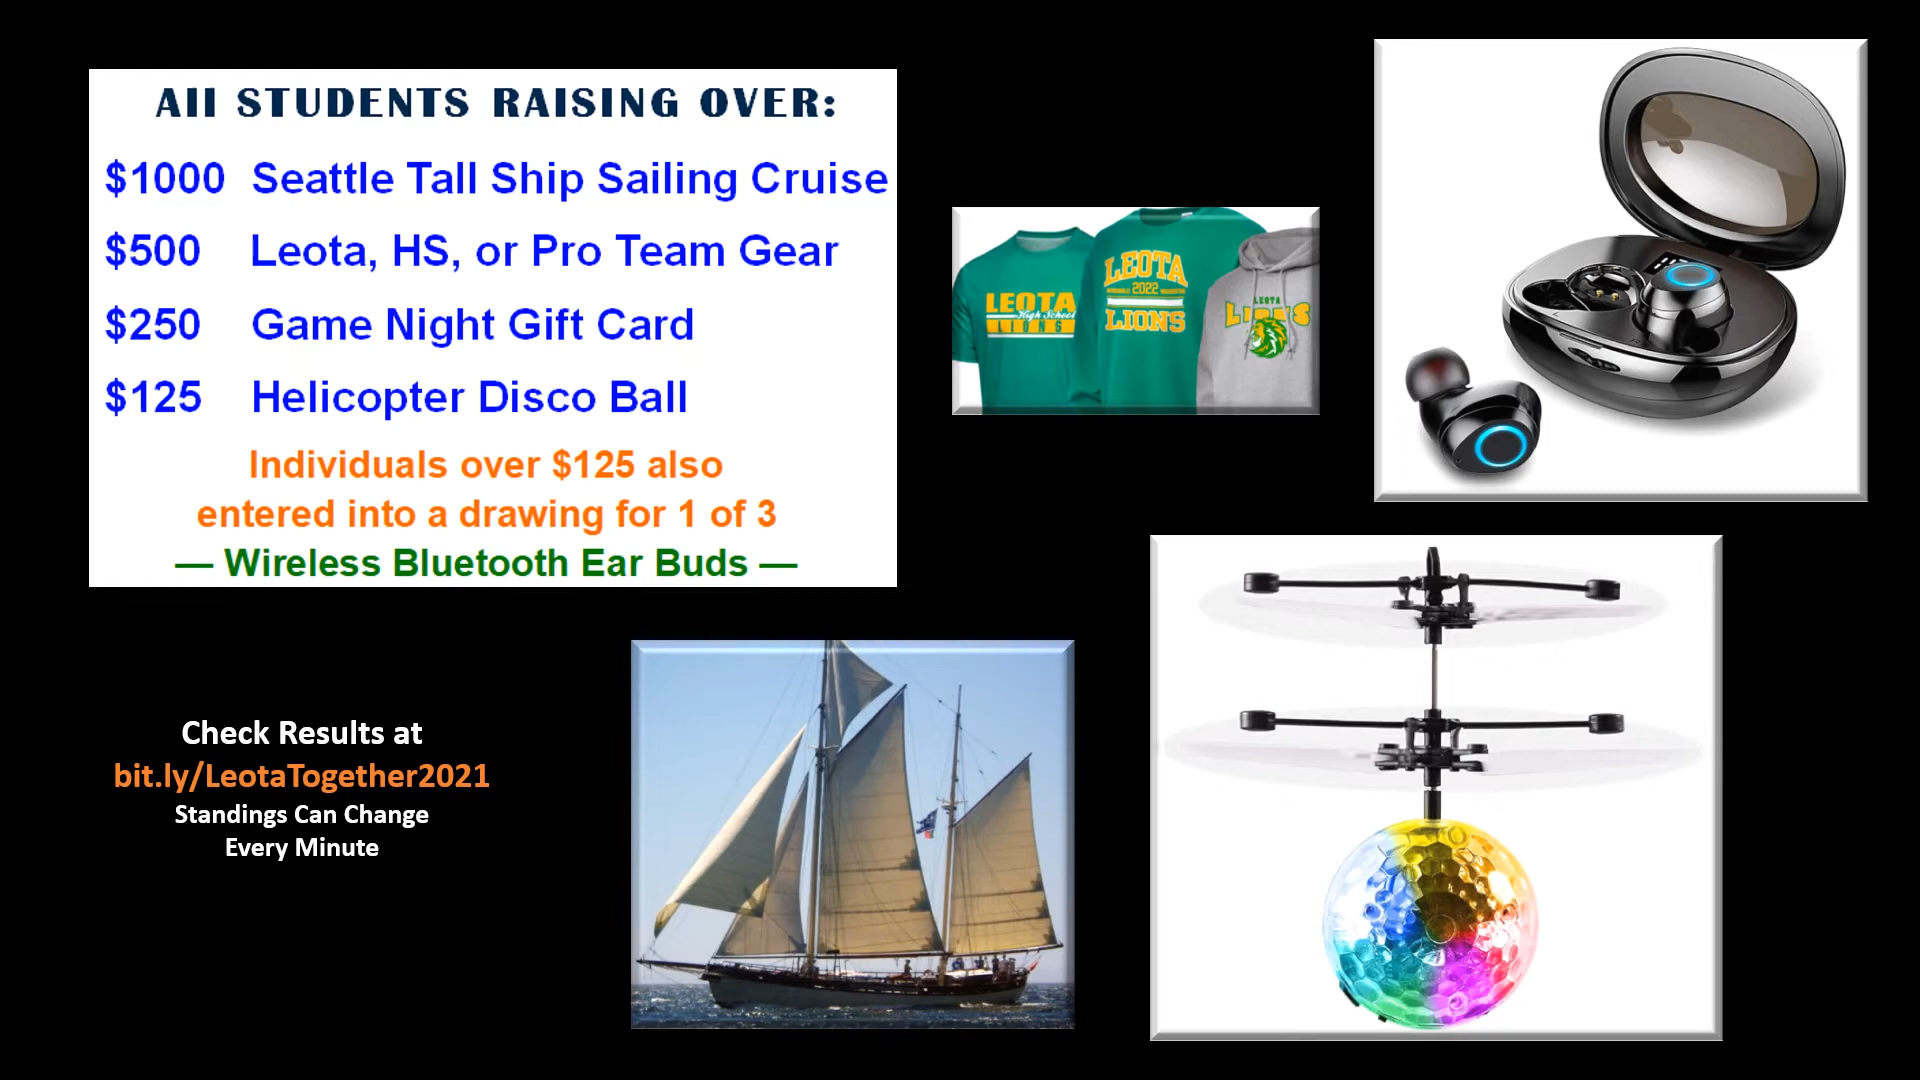 All STUDENTS RAISING OVER:
$1000 Seattle Tall Ship Sailing Cruise
$500 Leota, HS, or Pro Team Gear
$250 Game Night Gift Card
$125 Helicopter Disco Ball
Individuals over $125 also
entered into a drawing for 1 of 3
— Wireless Bluetooth Ear Buds —
LEOTA
High School
LIONS
LEOTA
2022
LIONS
LEOTA
LIONS
Check Results at
bit.ly/LeotaTogether2021
Standings Can Change
Every Minute